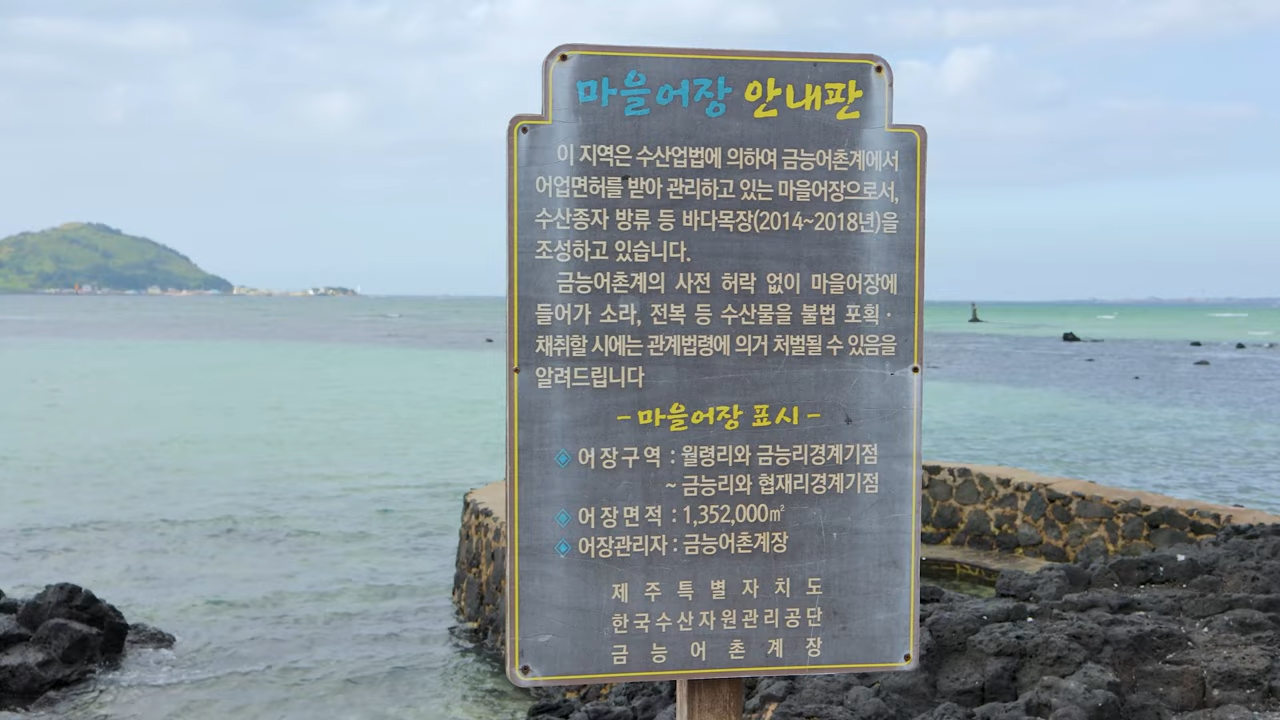 마을어장 안내판
이 지역은 수산업법에 의하여 금능어촌계에서
어업면허를 받아 관리하고 있는 마을어장으로서,
수산종자 방류 등 바다목장(2014~2018년)을
조성하고 있습니다.
금능어촌계의 사전 허락 없이 마을어장에
들어가 소라, 전복 등 수산물을 불법 포획·
채취할 시에는 관계법령에 의거 처벌될 수 있음을
알려드립니다
- 마을어장 표시 -
◈ 어장구역 : 월령리와 금능리경계기점
~ 금능리와 협재리경계기점
◈ 어장면적 : 1,352,000㎡
◈ 어장관리자 : 금능어촌계장
제주특별자치도
한국수산자원관리공단
금능어촌계장